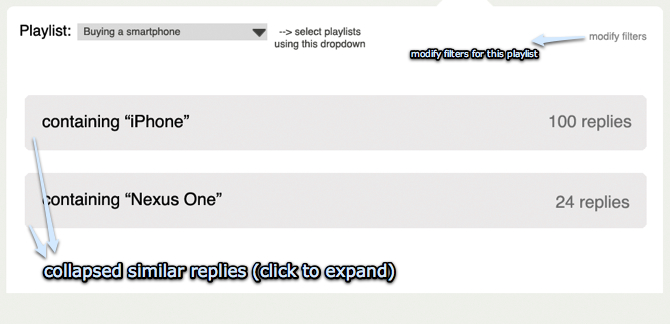 Playlist: Buying a smartphone --> select playlists
using this dropdown
modify filters
modify filters for this playlist
containing “iPhone” 100 replies
containing “Nexus One” 24 replies
collapsed similar replies (click to expand)